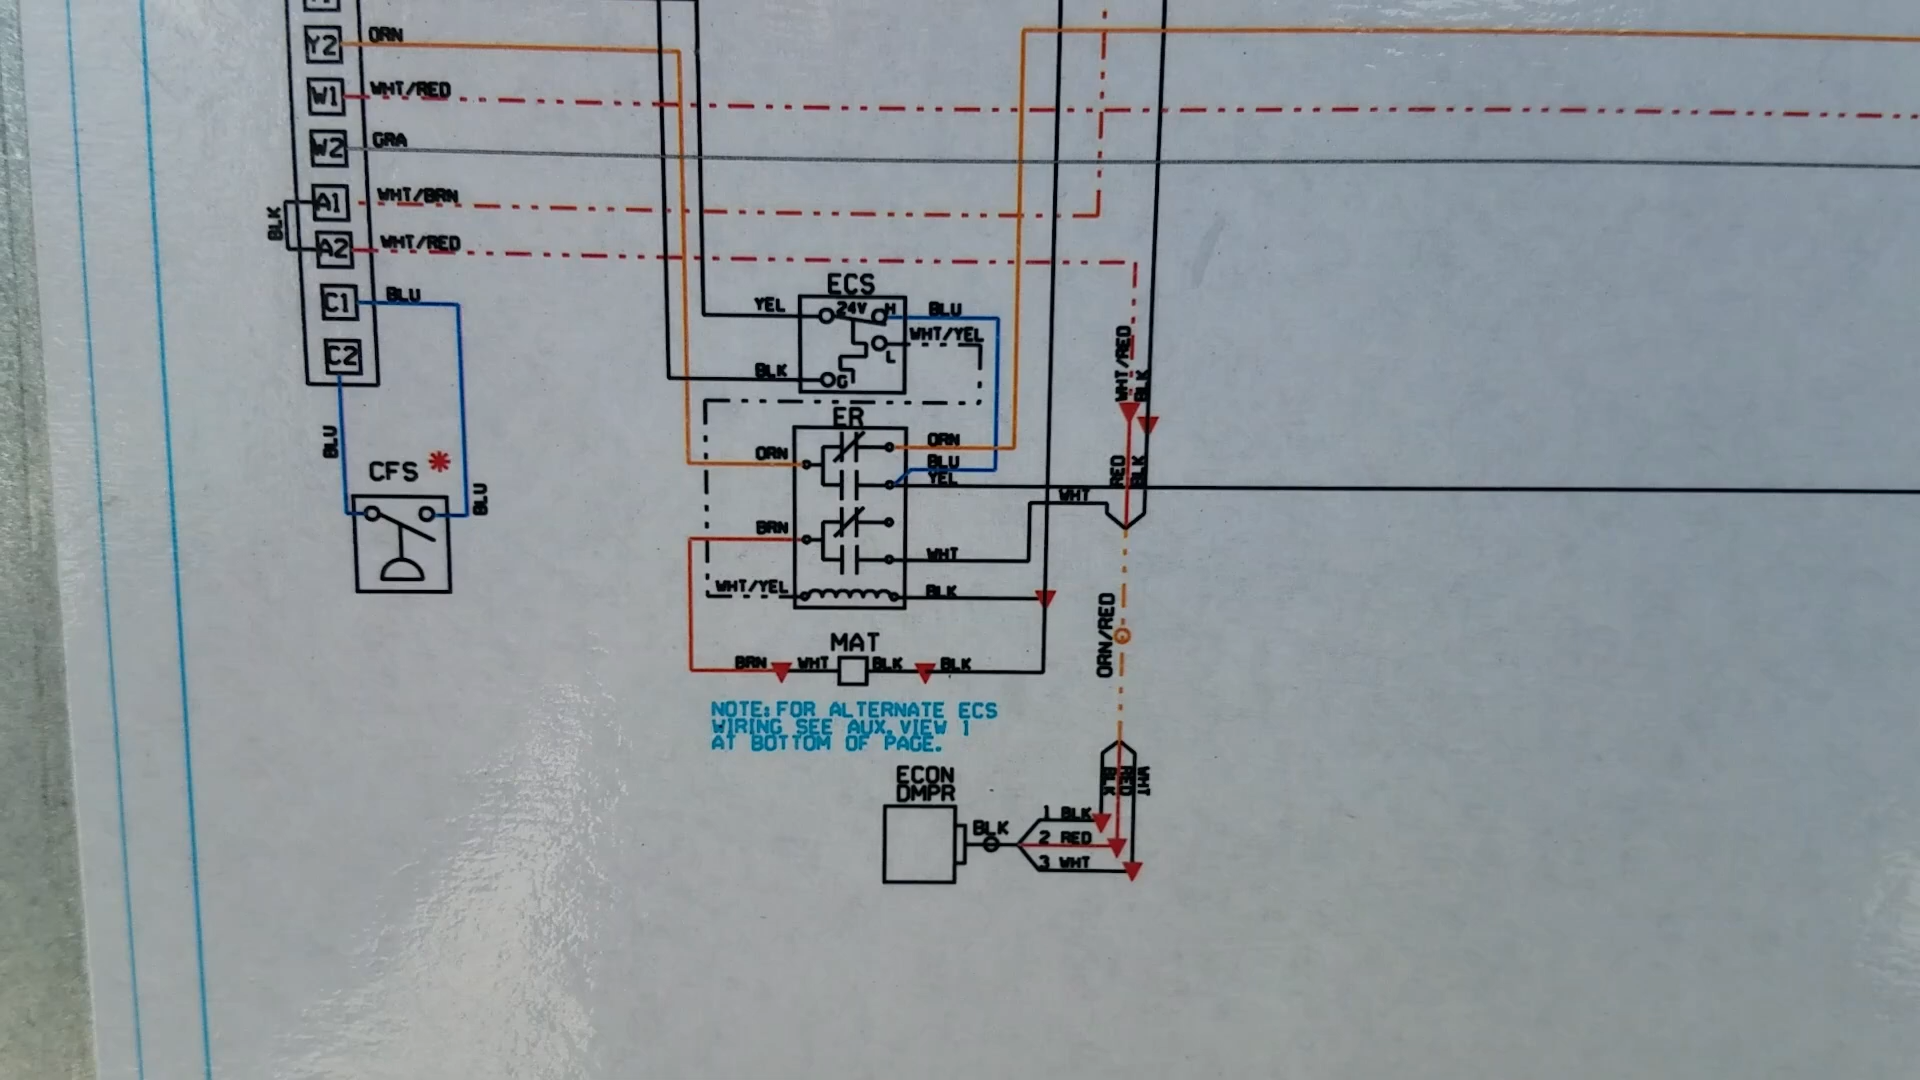 Y2 ORN
W1 WHT/RED
W2 GRA
A1 WHT/BRN
BLK
A2 WHT/RED
C1 BLU
C2
BLU
CFS *
BLU
ECS
YEL 24V H BLU
WHT/YEL
L
BLK G
ER
ORN ORN
BLU
YEL
BRN
WHT
WHT/YEL BLK
MAT
BRN WHT BLK BLK
NOTE: FOR ALTERNATE ECS
WIRING SEE AUX. VIEW 1
AT BOTTOM OF PAGE.
WHT/RED
BLK
RED
BLK
WHT
ORN/RED
BLK
RED
WHT
ECON
DMPR
BLK
1 BLK
2 RED
3 WHT